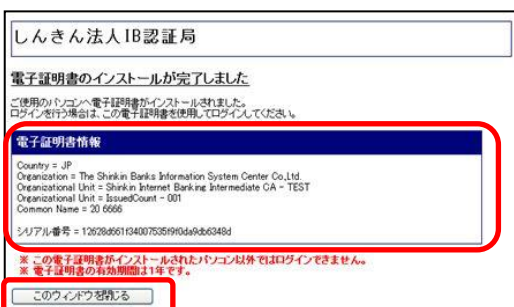 しんきん法人IB認証局
電子証明書のインストールが完了しました
ご使用のパソコンへ電子証明書がインストールされました。
ログインを行う場合は、この電子証明書を使用してログインしてください。
電子証明書情報
Country = JP
Organization = The Shinkin Banks Information System Center Co.,Ltd.
Organizational Unit = Shinkin Internet Banking Intermediate CA - TEST
Organizational Unit = IssuedCount - 001
Common Name = 20 6666
シリアル番号 = 12628d661f34007535f9f0da9db6348d
※ この電子証明書がインストールされたパソコン以外ではログインできません。
※ 電子証明書の有効期間は1年です。
このウィンドウを閉じる